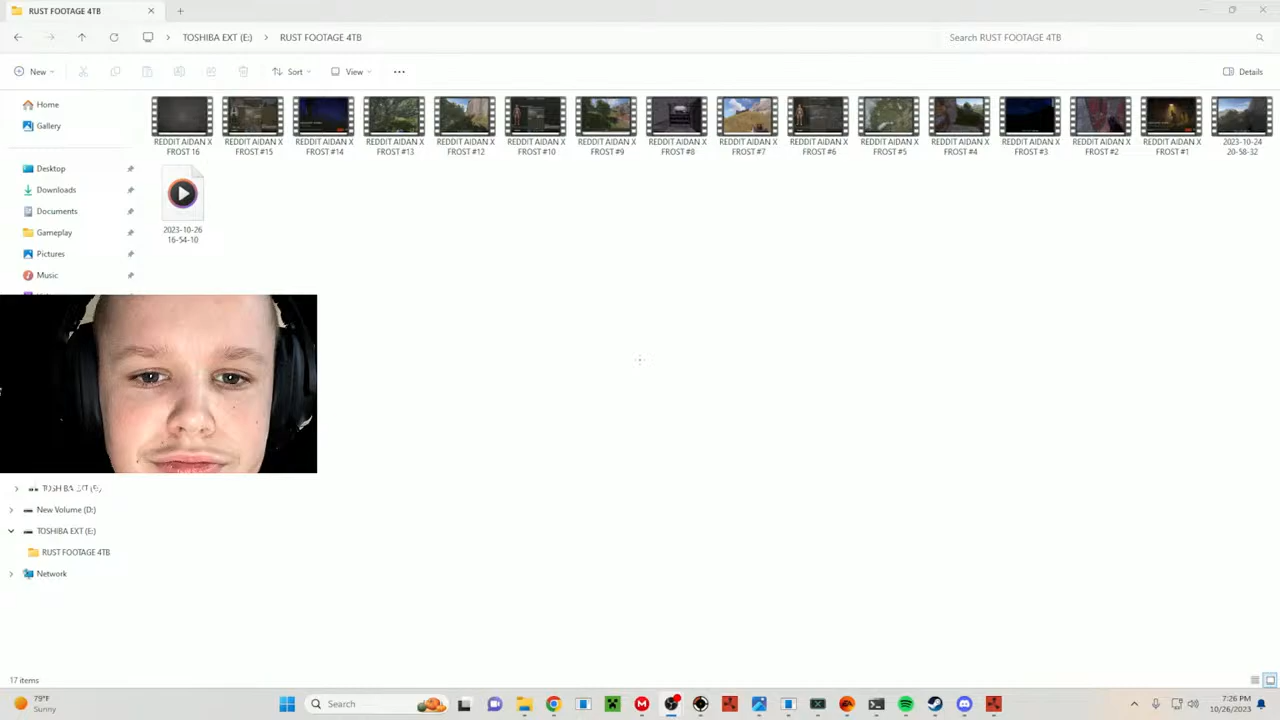 RUST FOOTAGE 4TB
TOSHIBA EXT (E:) > RUST FOOTAGE 4TB
Search RUST FOOTAGE 4TB
New
Sort
View
Details
Home
Gallery
Desktop
Downloads
Documents
Gameplay
Pictures
Music
REDDIT AIDAN X
FROST 16
REDDIT AIDAN X
FROST #15
REDDIT AIDAN X
FROST #14
REDDIT AIDAN X
FROST #13
REDDIT AIDAN X
FROST #12
REDDIT AIDAN X
FROST #10
REDDIT AIDAN X
FROST #9
REDDIT AIDAN X
FROST #8
REDDIT AIDAN X
FROST #7
REDDIT AIDAN X
FROST #6
REDDIT AIDAN X
FROST #5
REDDIT AIDAN X
FROST #4
REDDIT AIDAN X
FROST #3
REDDIT AIDAN X
FROST #2
REDDIT AIDAN X
FROST #1
2023-10-24
20-58-32
2023-10-26
16-54-10
New Volume (D:)
TOSHIBA EXT (E:)
RUST FOOTAGE 4TB
Network
17 items
79°F
Sunny
Search
7:26 PM
10/26/2023